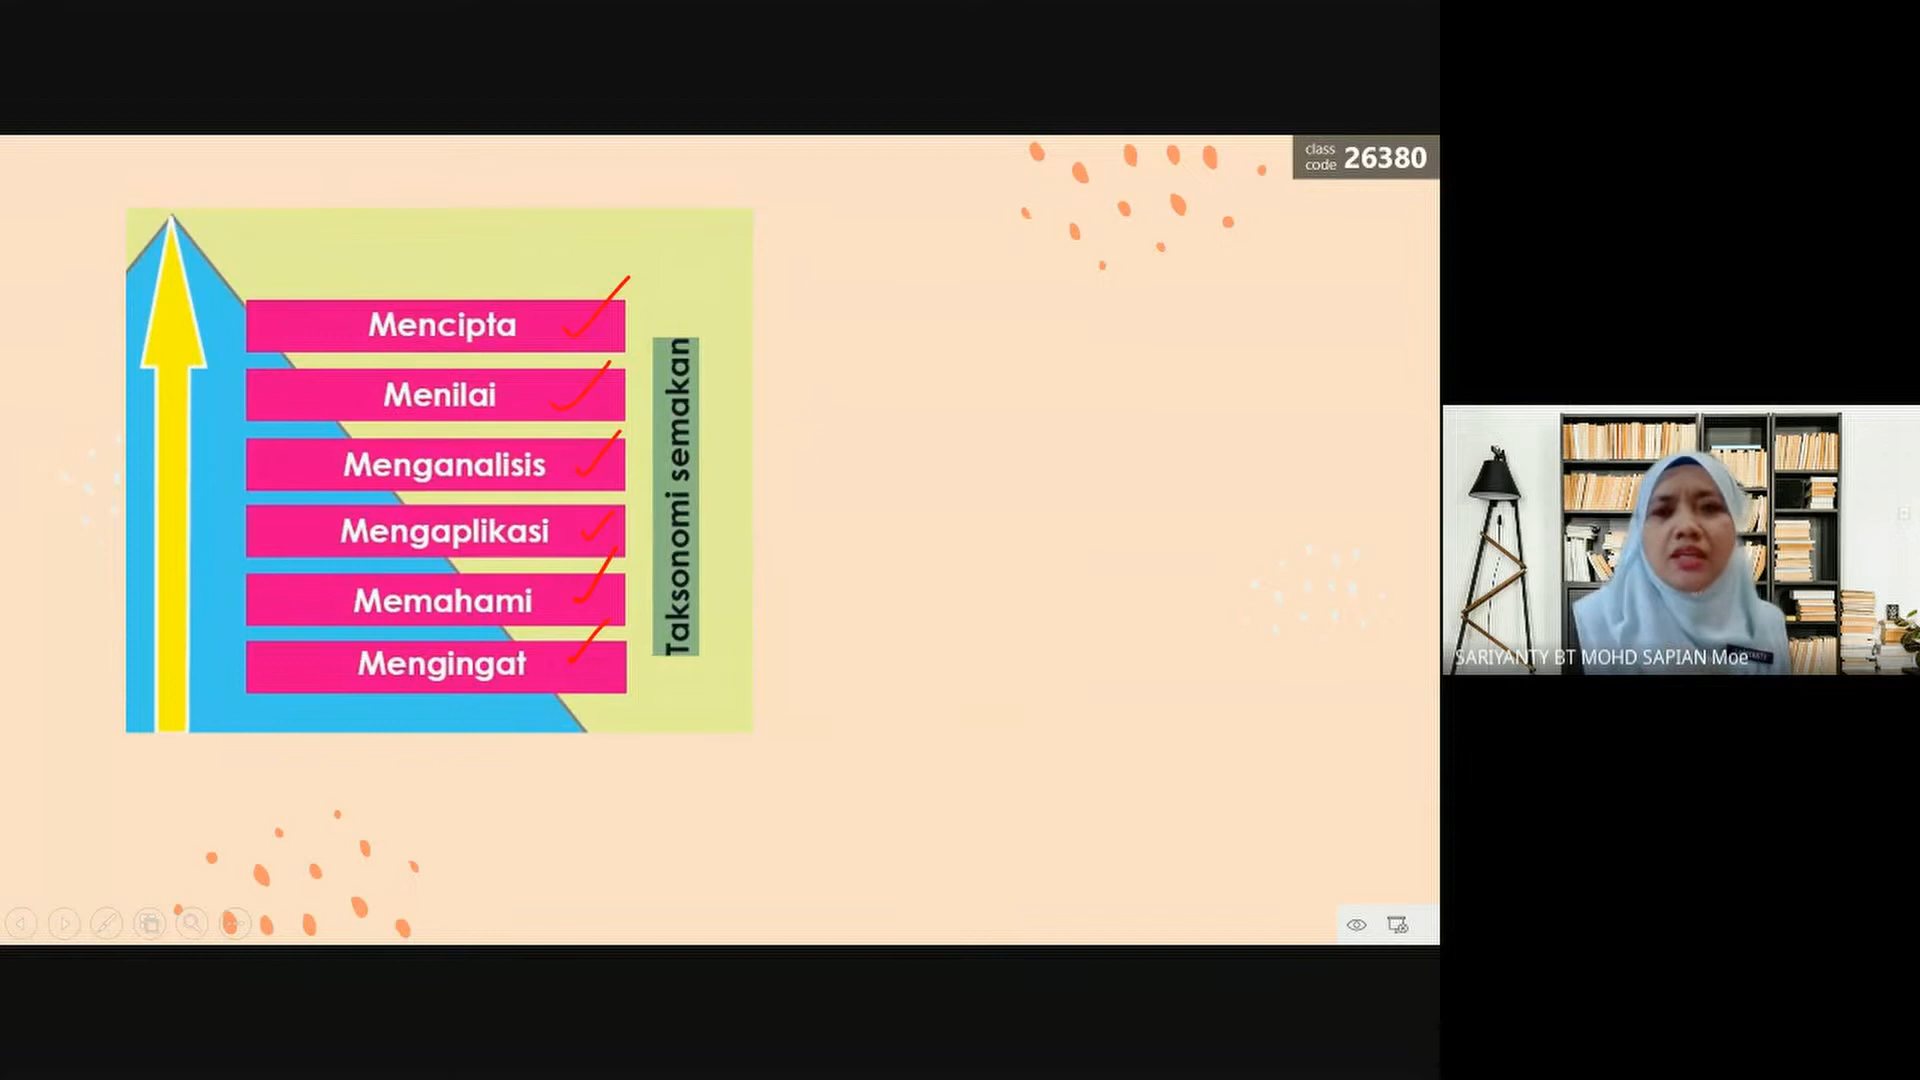 class
code 26380
Mencipta
Menilai
Menganalisis
Mengaplikasi
Memahami
Mengingat
Taksonomi semakan
SARIYANTY BT MOHD SAPIAN Moe